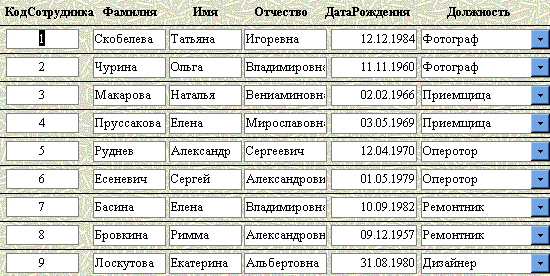 КодСотрудника Фамилия Имя Отчество ДатаРождения Должность
1 Скобелева Татьяна Игоревна 12.12.1984 Фотограф
2 Чурина Ольга Владимировна 11.11.1960 Фотограф
3 Макарова Наталья Вениаминовн 02.02.1966 Приемщица
4 Пруссакова Елена Мирославовн 03.05.1969 Приемщица
5 Руднев Александр Сергеевич 12.04.1970 Оперотор
6 Есеневич Сергей Александрови 01.05.1979 Оперотор
7 Басина Елена Владимировна 10.09.1982 Ремонтник
8 Бровкина Римма Александровн 09.12.1957 Ремонтник
9 Лоскутова Екатерина Альбертовна 31.08.1980 Дизайнер